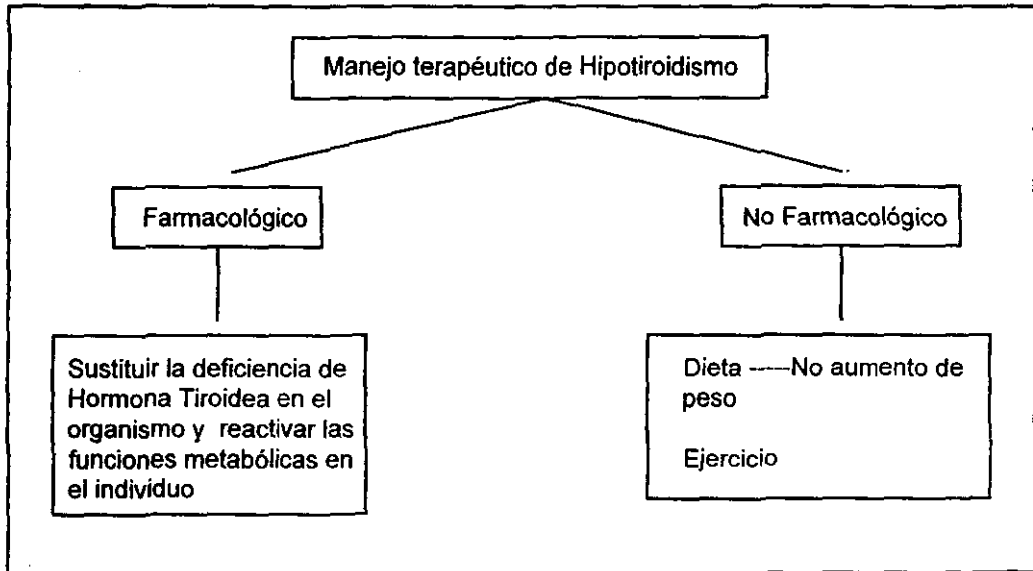 Manejo terapéutico de Hipotiroidismo
Farmacológico
No Farmacológico
Sustituir la deficiencia de
Hormona Tiroidea en el
organismo y reactivar las
funciones metabólicas en
el individuo
Dieta -----No aumento de
peso
Ejercicio